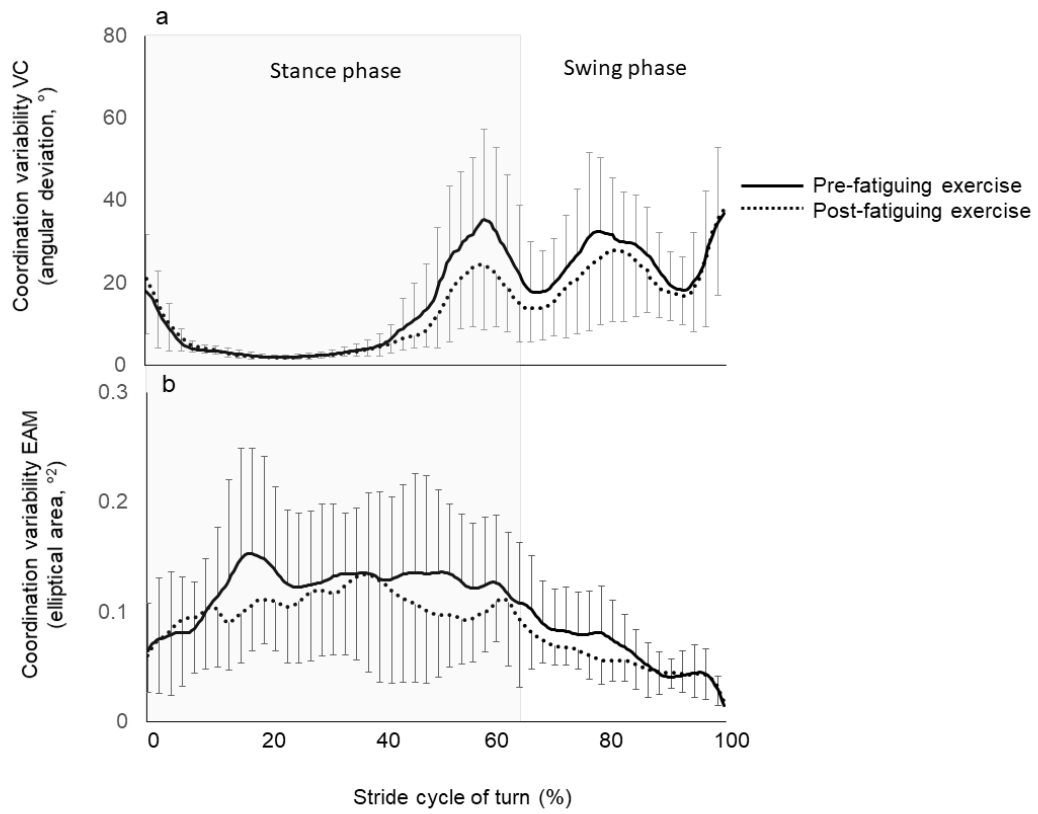 a
Coordination variability VC
(angular deviation, °)
80
60
40
20
0
Stance phase
Swing phase
Pre-fatiguing exercise
Post-fatiguing exercise
b
Coordination variability EAM
(elliptical area, °2)
0.3
0.2
0.1
0
0 20 40 60 80 100
Stride cycle of turn (%)